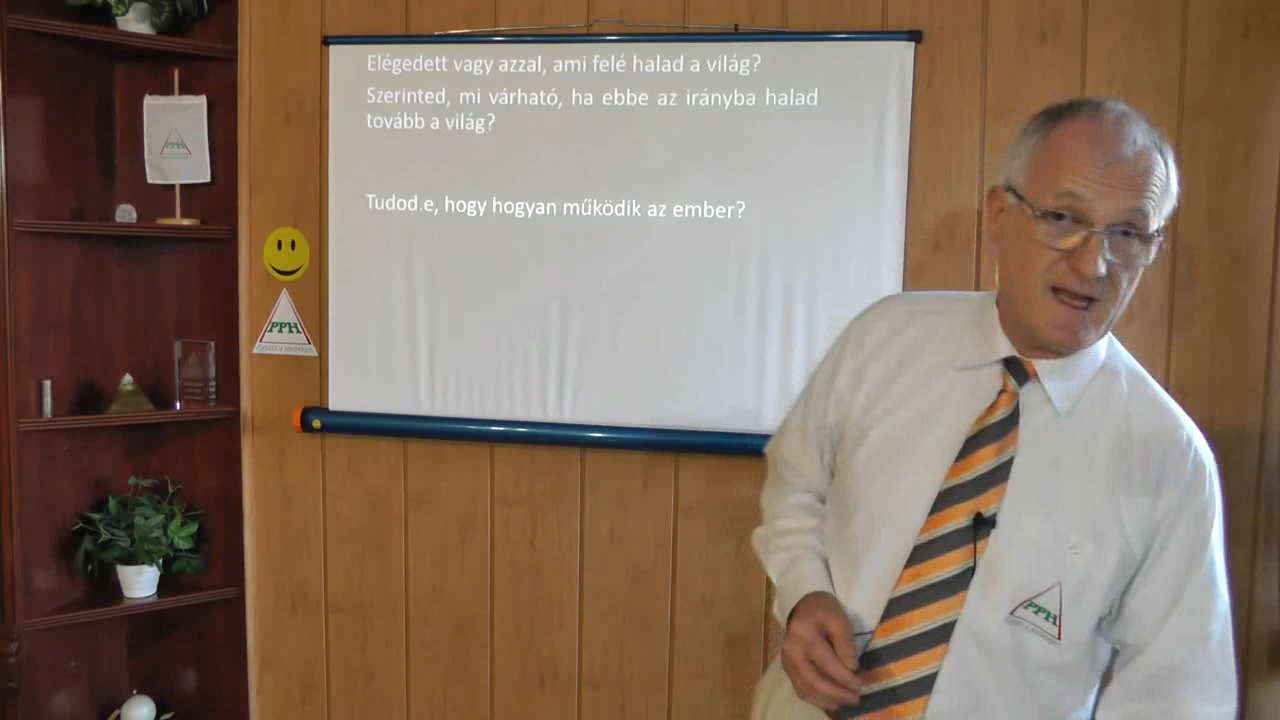 Elégedett vagy azzal, ami felé halad a világ?
Szerinted, mi várható, ha ebbe az irányba halad
tovább a világ?
Tudod.e, hogy hogyan működik az ember?
PPH
PPH
PPH